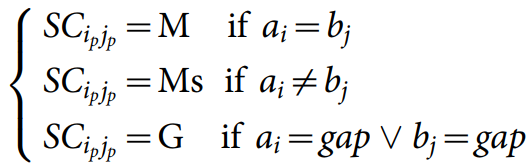 SC_{i_p j_p} = M if a_i = b_j
SC_{i_p j_p} = Ms if a_i ≠ b_j
SC_{i_p j_p} = G if a_i = gap ∨ b_j = gap